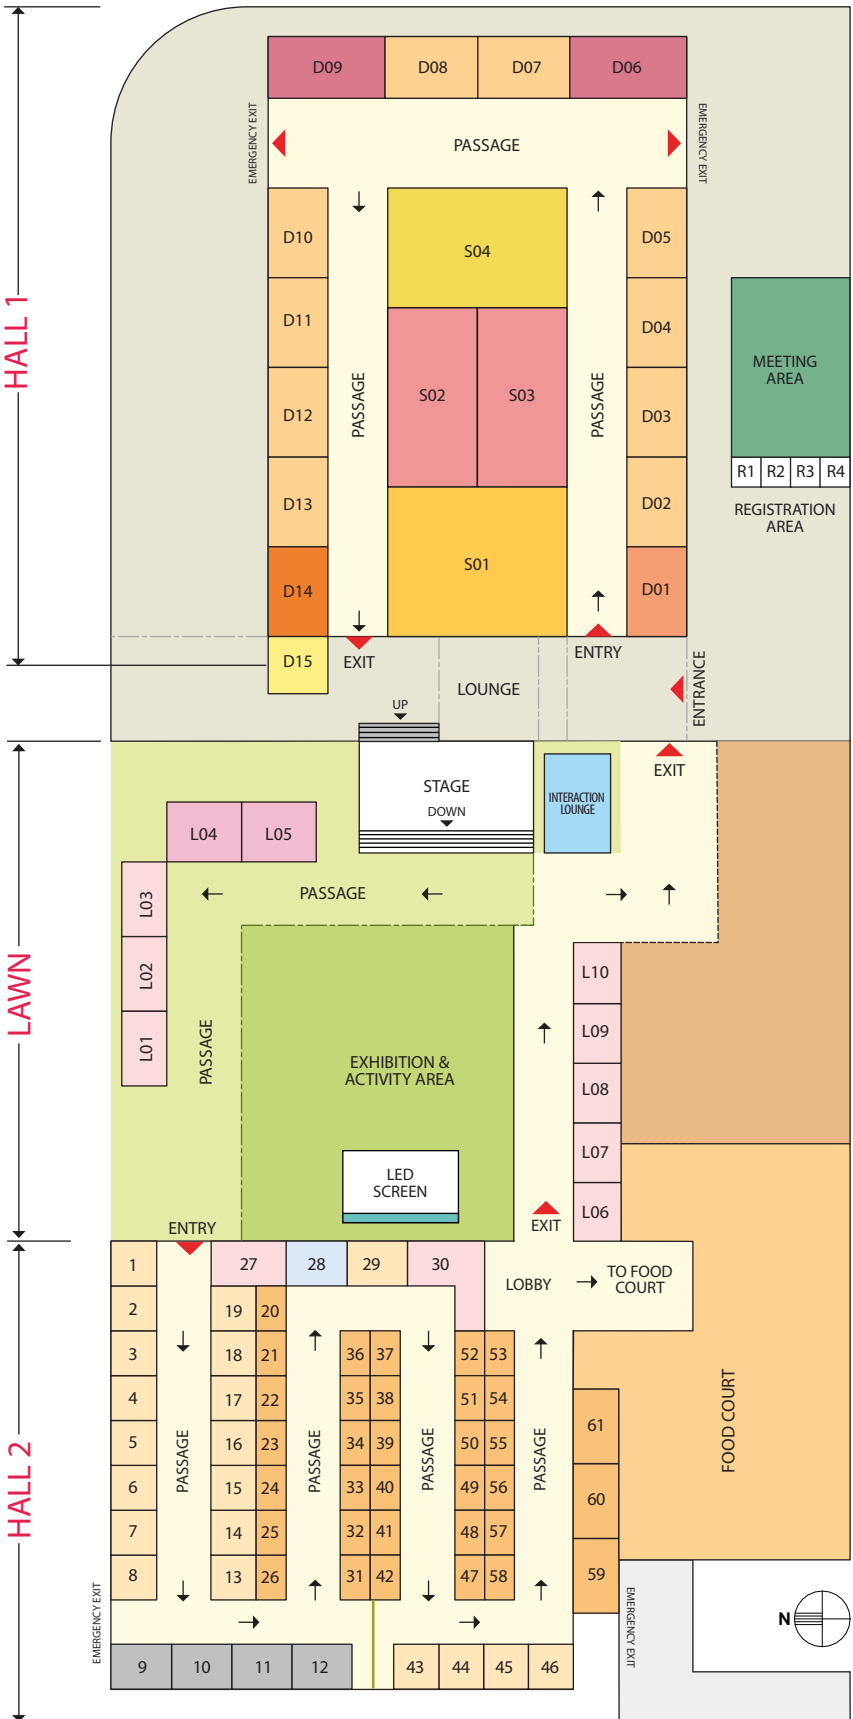 HALL 1
D09
D08
D07
D06
EMERGENCY EXIT
PASSAGE
EMERGENCY EXIT
D10
S04
D05
D11
D04
MEETING
AREA
PASSAGE
S02
S03
PASSAGE
D12
D03
R1
R2
R3
R4
D13
D02
REGISTRATION
AREA
S01
D14
D01
D15
EXIT
ENTRY
LOUNGE
ENTRANCE
UP
LAWN
STAGE
DOWN
INTERACTION
LOUNGE
EXIT
L04
L05
L03
PASSAGE
L02
L10
L01
PASSAGE
L09
EXHIBITION &
ACTIVITY AREA
L08
L07
LED
SCREEN
L06
ENTRY
EXIT
HALL 2
1
27
28
29
30
LOBBY
TO FOOD
COURT
2
19
20
3
18
21
36
37
52
53
4
17
22
35
38
51
54
5
16
23
34
39
50
55
61
FOOD COURT
PASSAGE
PASSAGE
PASSAGE
PASSAGE
6
15
24
33
40
49
56
60
7
14
25
32
41
48
57
8
13
26
31
42
47
58
59
EMERGENCY EXIT
EMERGENCY EXIT
N
9
10
11
12
43
44
45
46